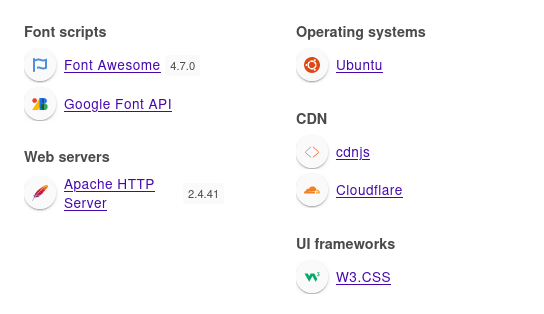 Font scripts
Font Awesome 4.7.0
Google Font API
Web servers
Apache HTTP
Server
2.4.41
Operating systems
Ubuntu
CDN
cdnjs
Cloudflare
UI frameworks
W3.CSS